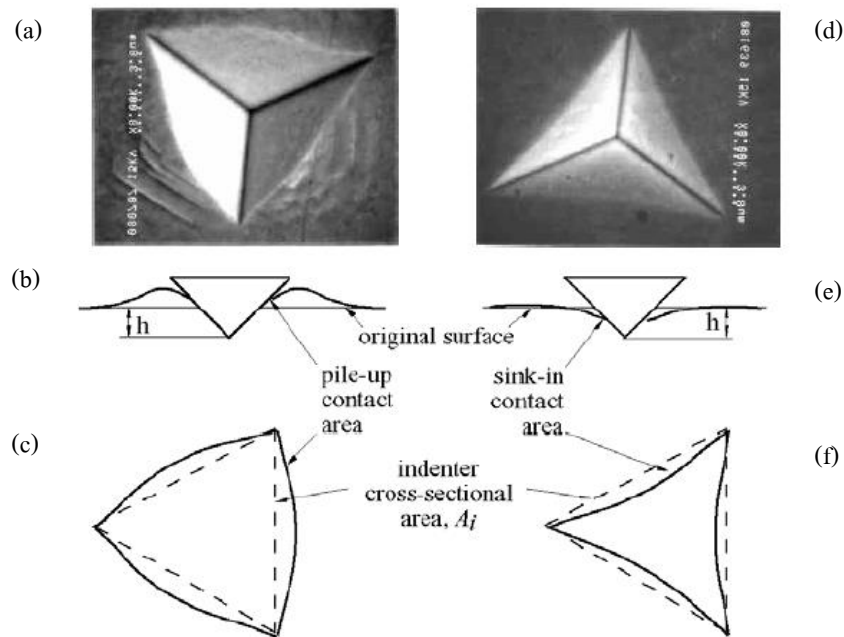 (a)
(d)
(b)
h
original surface
h
(e)
pile-up
contact
area
sink-in
contact
area
(c)
(f)
indenter
cross-sectional
area, Ai